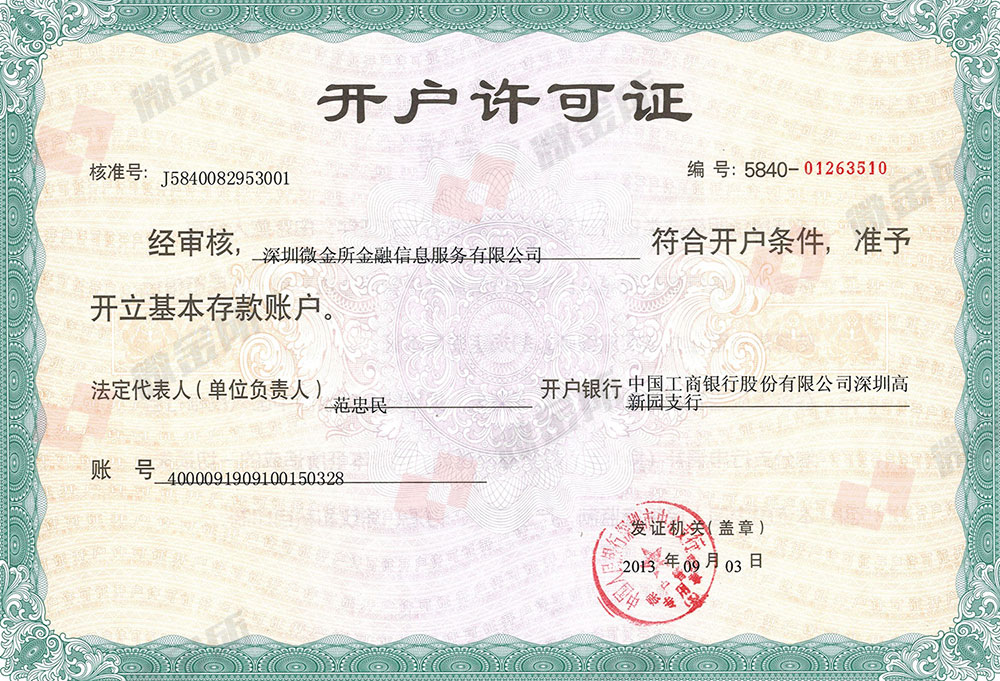 开户许可证
核准号: J5840082953001 编 号: 5840-01263510
经审核, 深圳微金所金融信息服务有限公司 符合开户条件, 准予
开立基本存款账户。
法定代表人(单位负责人) 范忠民 开户银行 中国工商银行股份有限公司深圳高
新园支行
账 号 4000091909100150328
发证机关(盖章)
2013 年 09 月 03 日
微金所